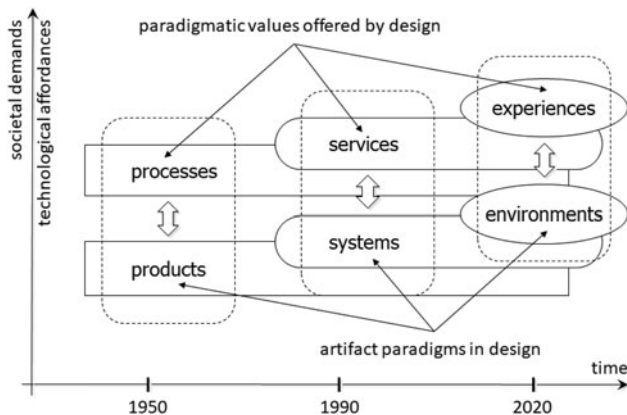 paradigmatic values offered by design
societal demands
technological affordances
experiences
services
processes
environments
systems
products
artifact paradigms in design
time
1950
1990
2020